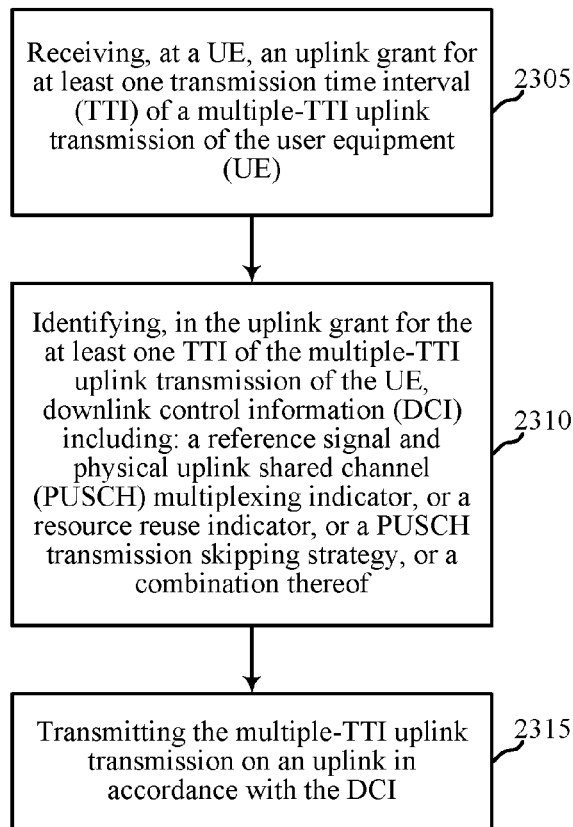 Receiving, at a UE, an uplink grant for
at least one transmission time interval
(TTI) of a multiple-TTI uplink
transmission of the user equipment
(UE)
2305
Identifying, in the uplink grant for the
at least one TTI of the multiple-TTI
uplink transmission of the UE,
downlink control information (DCI)
including: a reference signal and
physical uplink shared channel
(PUSCH) multiplexing indicator, or a
resource reuse indicator, or a PUSCH
transmission skipping strategy, or a
combination thereof
2310
Transmitting the multiple-TTI uplink
transmission on an uplink in
accordance with the DCI
2315